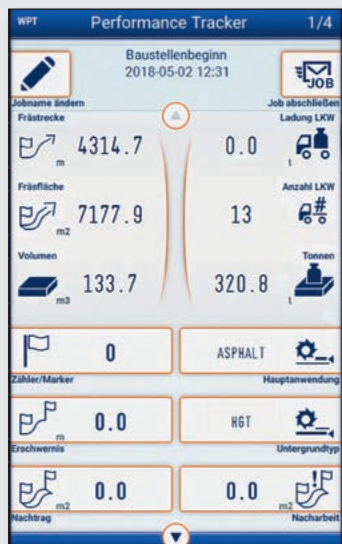 WPT Performance Tracker 1/4
Baustellenbeginn
2018-05-02 12:31
JOB
Jobname ändern Job abschließen
Frästrecke Ladung LKW
m 4314.7 0.0 t
Fräsfläche Anzahl LKW
m2 7177.9 13 #
Volumen Tonnen
m3 133.7 320.8 t
0 ASPHALT
Zähler/Marker Hauptanwendung
m 0.0 HGT
Erschwernis Untergrundtyp
m2 0.0 0.0 m2
Nachtrag Nacharbeit